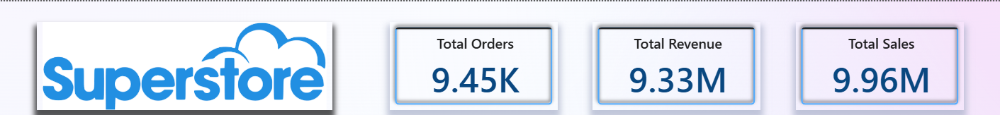 Superstore
Total Orders
9.45K
Total Revenue
9.33M
Total Sales
9.96M